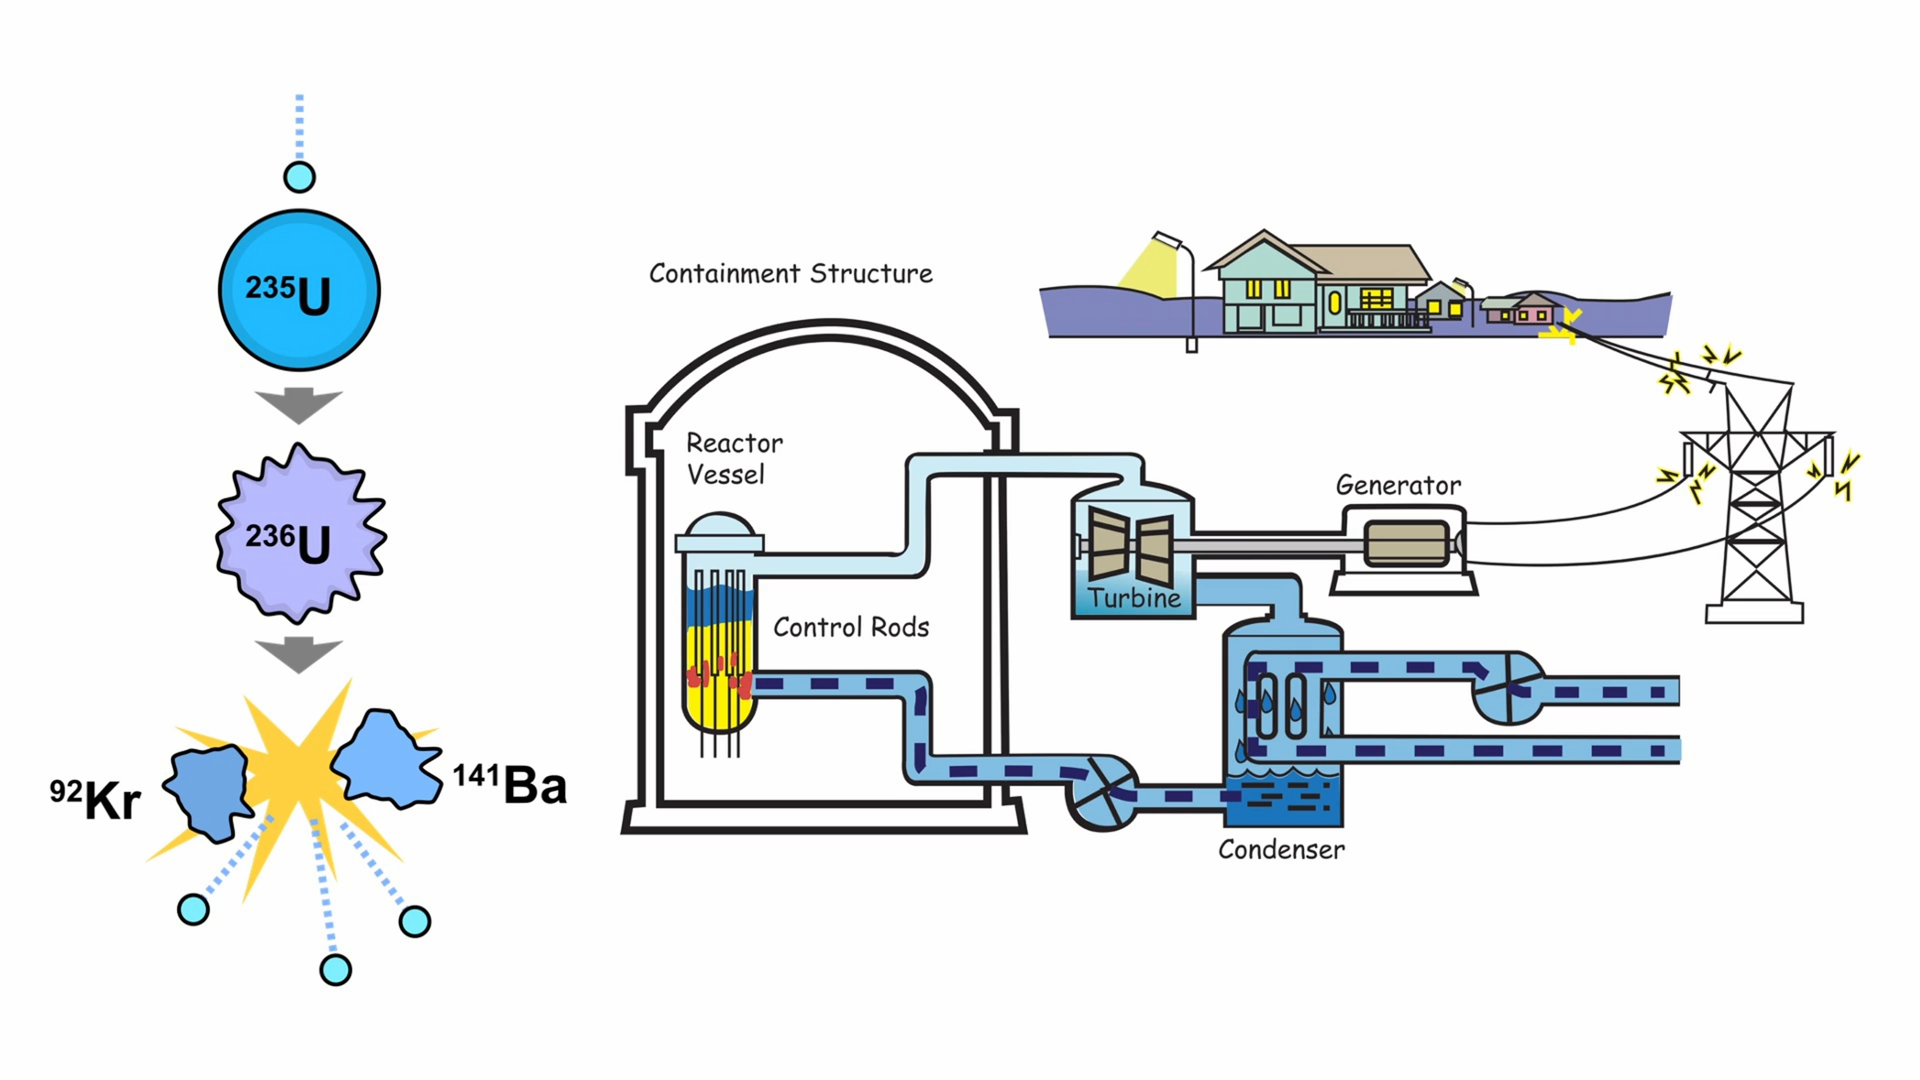 ²³⁵U
²³⁶U
⁹²Kr
¹⁴¹Ba
Containment Structure
Reactor
Vessel
Control Rods
Turbine
Generator
Condenser